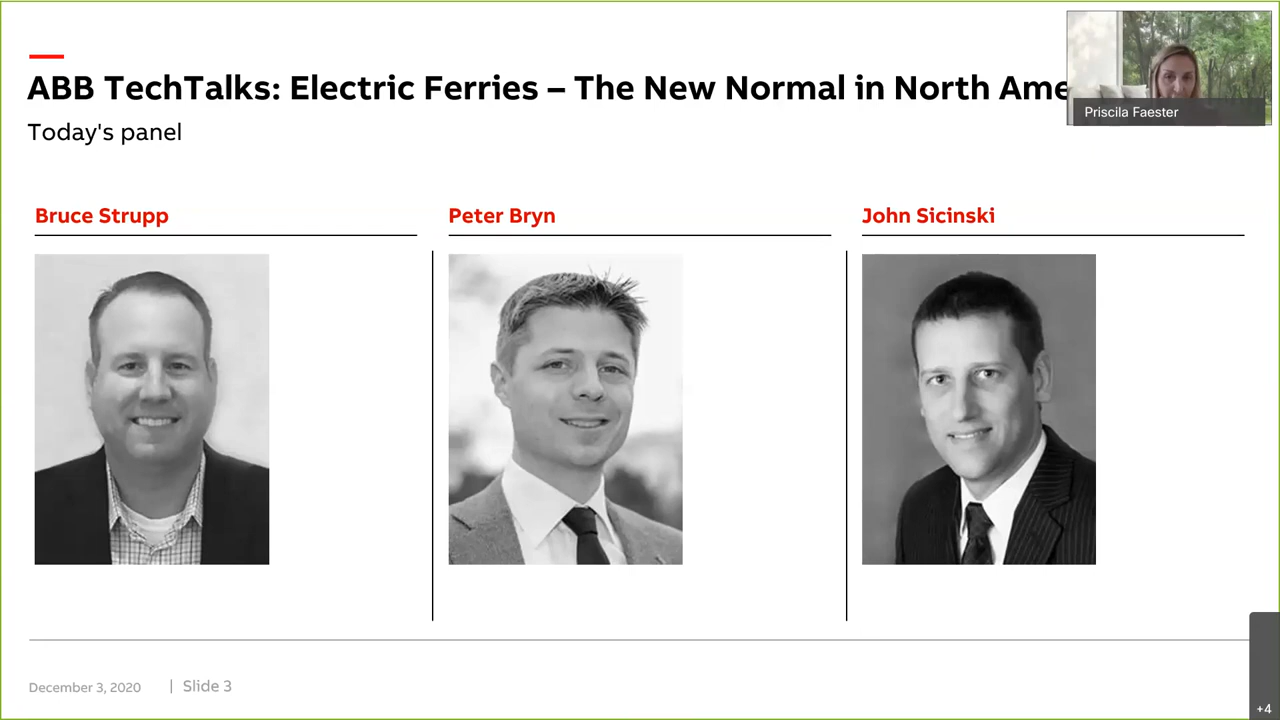 ABB TechTalks: Electric Ferries – The New Normal in North Ame
Priscila Faester
Today's panel
Bruce Strupp
Peter Bryn
John Sicinski
December 3, 2020 | Slide 3
+4